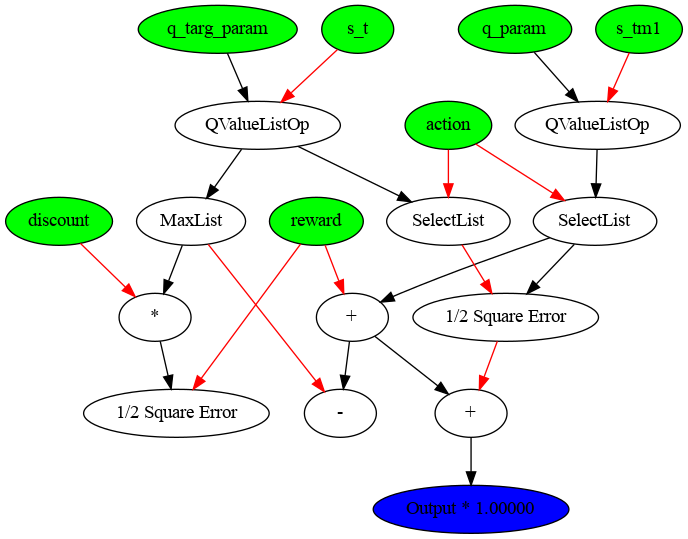 q_targ_param
s_t
q_param
s_tm1
QValueListOp
action
QValueListOp
discount
MaxList
reward
SelectList
SelectList
*
+
1/2 Square Error
1/2 Square Error
-
+
Output * 1.00000